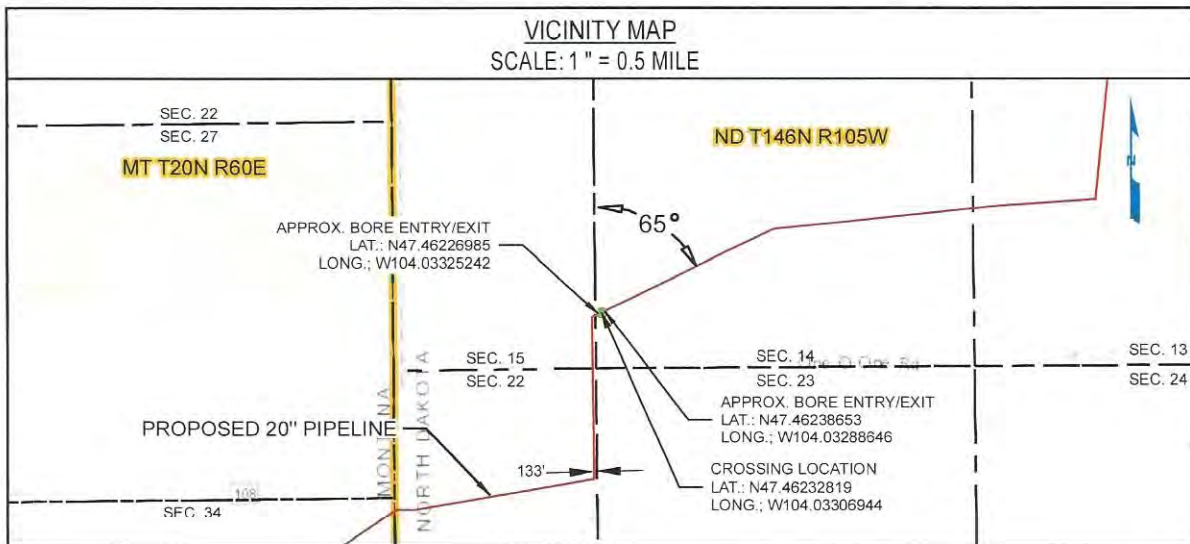 VICINITY MAP
SCALE: 1 " = 0.5 MILE
SEC. 22
SEC. 27
MT T20N R60E
ND T146N R105W
65°
APPROX. BORE ENTRY/EXIT
LAT.: N47.46226985
LONG.; W104.03325242
SEC. 15
SEC. 22
SEC. 14
SEC. 23
SEC. 13
SEC. 24
APPROX. BORE ENTRY/EXIT
LAT.: N47.46238653
LONG.; W104.03288646
PROPOSED 20" PIPELINE
MONTANA
NORTH DAKOTA
133'
CROSSING LOCATION
LAT.: N47.46232819
LONG.; W104.03306944
108
SEC. 34